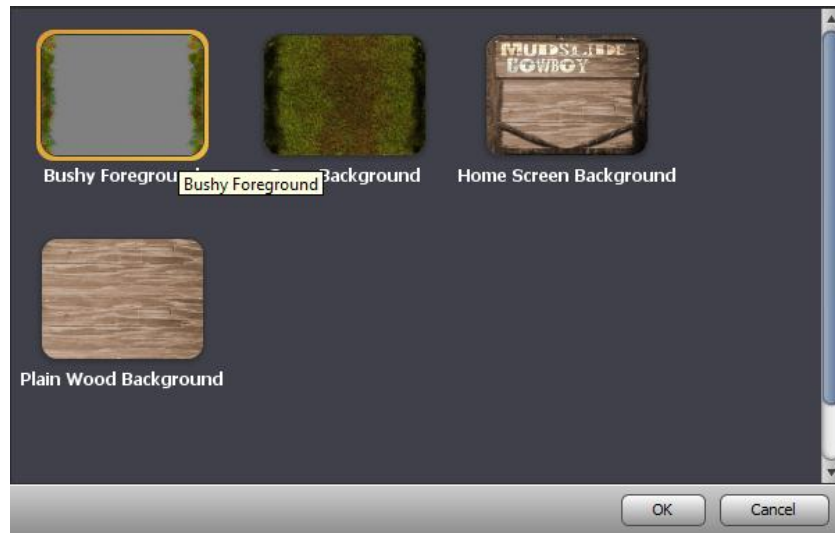 MUDSLIDE
COWBOY
Bushy Foregrou
Background
Home Screen Background
Bushy Foreground
Plain Wood Background
OK
Cancel